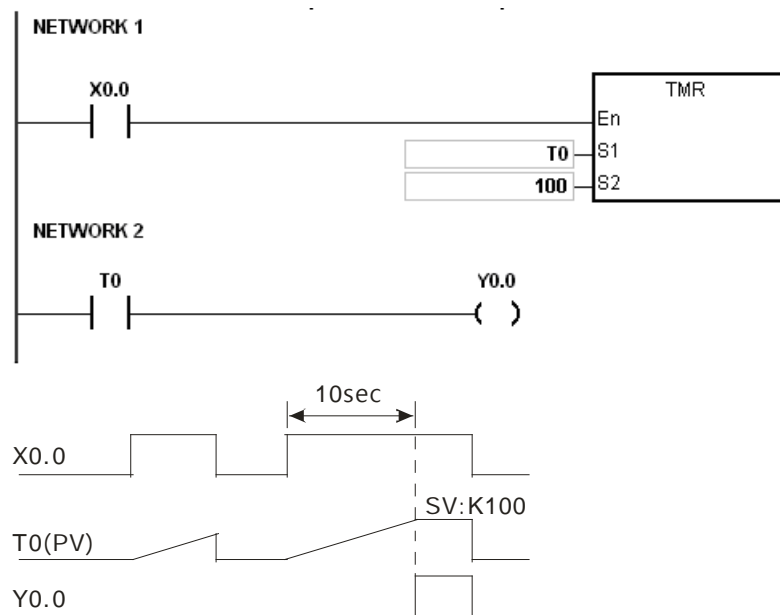 NETWORK 1
X0.0
TMR
En
T0 S1
100 S2
NETWORK 2
T0 Y0.0
10sec
X0.0
SV:K100
T0(PV)
Y0.0